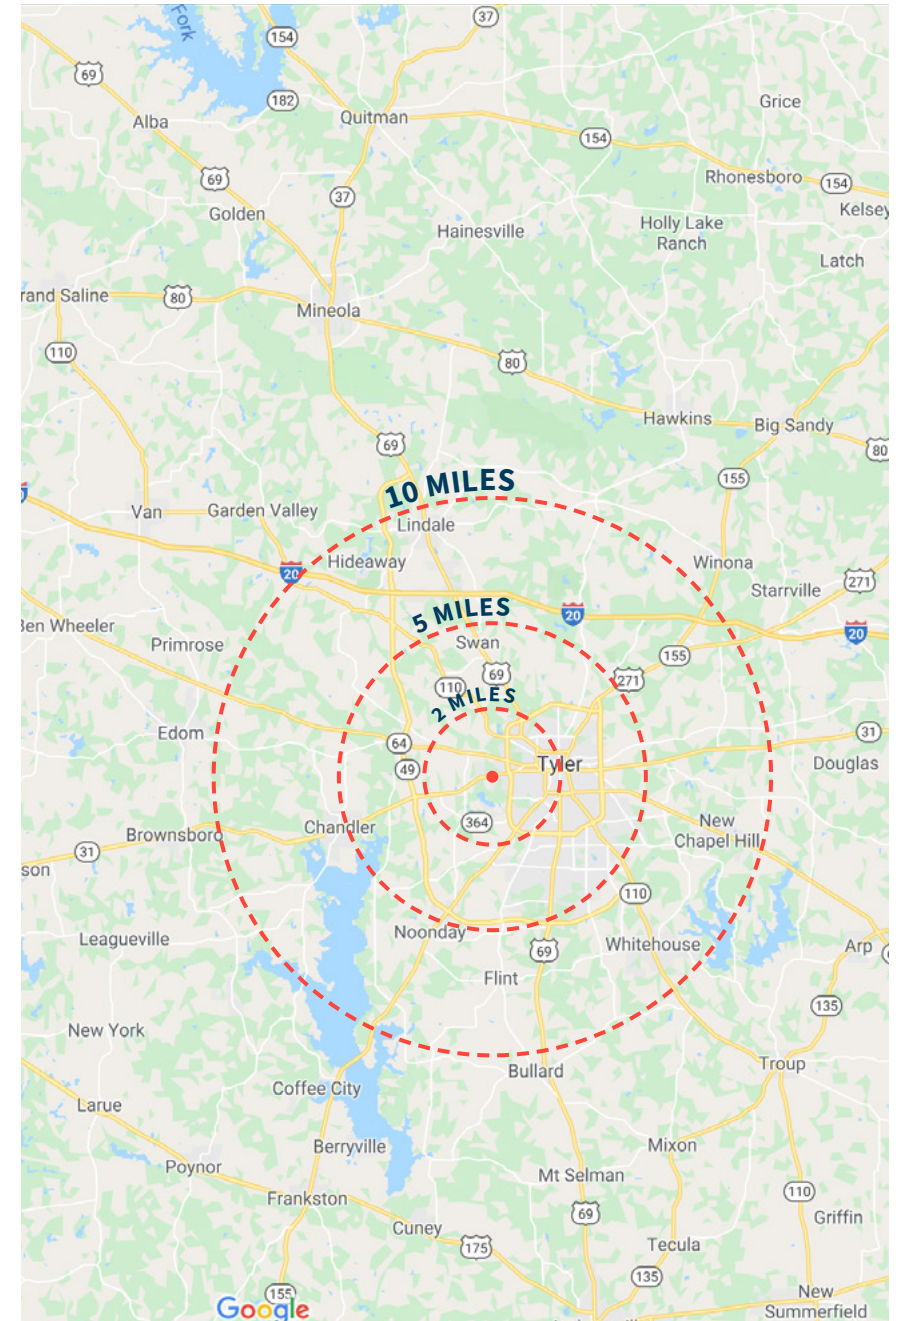 Fork
37
154
69
182
Grice
Alba
Quitman
154
69
Rhonesboro
154
37
Golden
Kelsey
Hainesville
Holly Lake
Ranch
Latch
rand Saline
80
Mineola
110
80
Hawkins
Big Sandy
69
80
155
10 MILES
Van
Garden Valley
Lindale
Hideaway
Winona
20
271
Starrville
20
5 MILES
20
Ben Wheeler
Primrose
Swan
155
69
271
110
2 MILES
Edom
31
64
Tyler
Douglas
49
364
New
Chapel Hill
Chandler
Brownsboro
31
son
110
Noonday
Leagueville
Whitehouse
Arp
69
Flint
135
New York
Troup
Bullard
Coffee City
Larue
Berryville
Mixon
Poynor
Mt Selman
110
Frankston
69
Griffin
Cuney
175
Tecula
135
155
New
Summerfield
Google